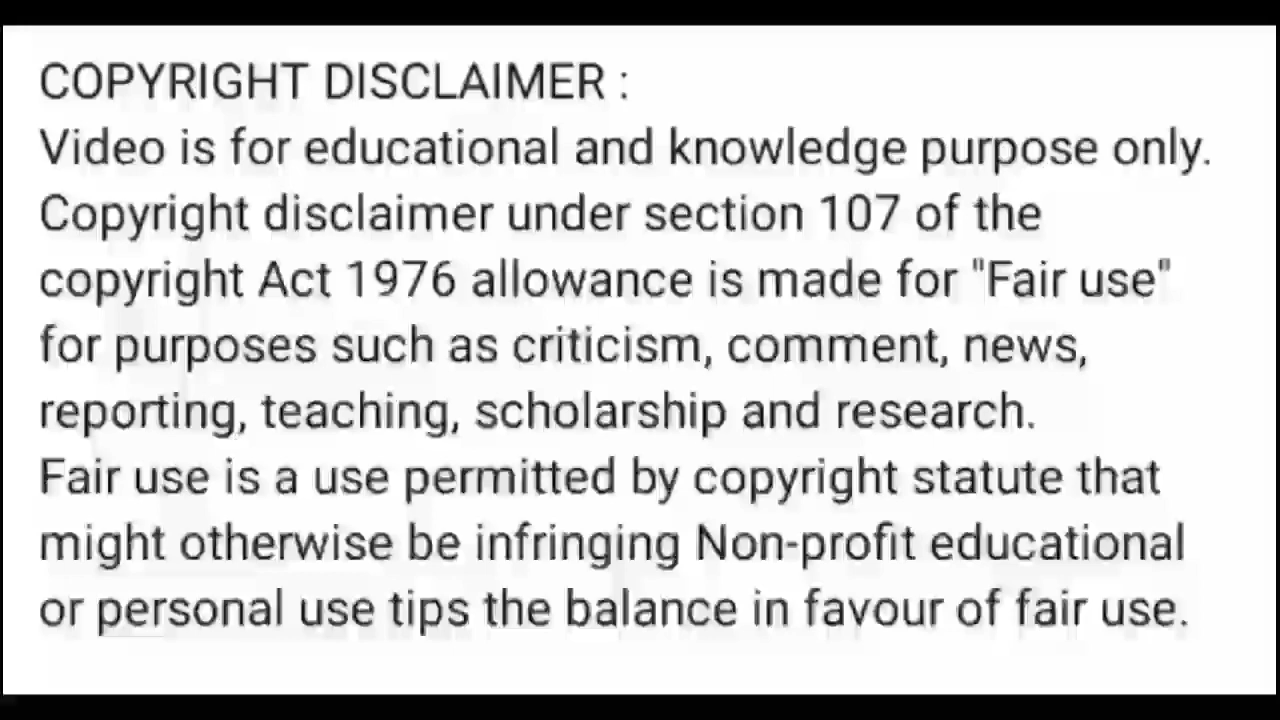 COPYRIGHT DISCLAIMER :
Video is for educational and knowledge purpose only.
Copyright disclaimer under section 107 of the
copyright Act 1976 allowance is made for "Fair use"
for purposes such as criticism, comment, news,
reporting, teaching, scholarship and research.
Fair use is a use permitted by copyright statute that
might otherwise be infringing Non-profit educational
or personal use tips the balance in favour of fair use.